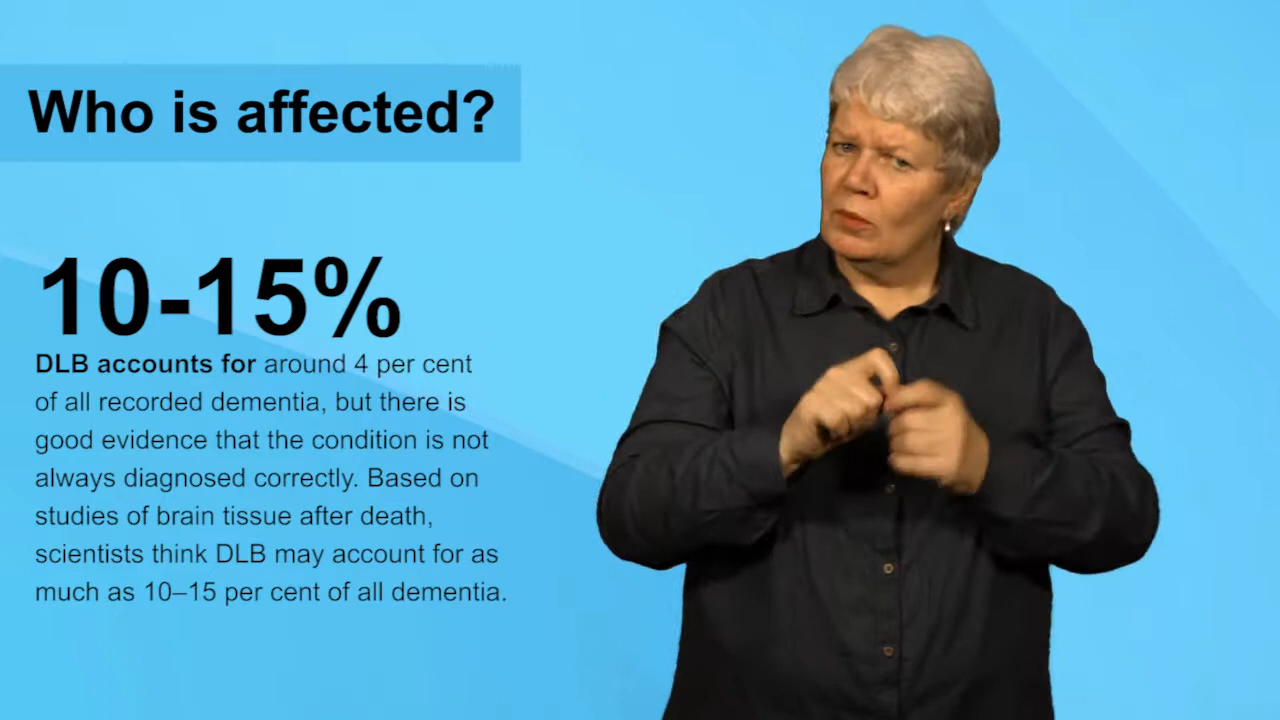 Who is affected?
10-15%
DLB accounts for around 4 per cent
of all recorded dementia, but there is
good evidence that the condition is not
always diagnosed correctly. Based on
studies of brain tissue after death,
scientists think DLB may account for as
much as 10–15 per cent of all dementia.